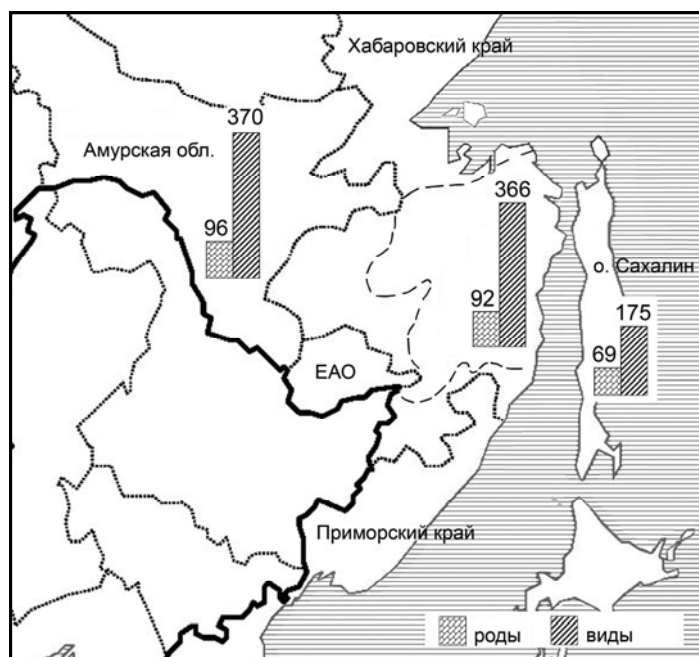 Хабаровский край
370
Амурская обл.
96
366
92
о. Сахалин
175
69
ЕАО
Приморский край
роды виды